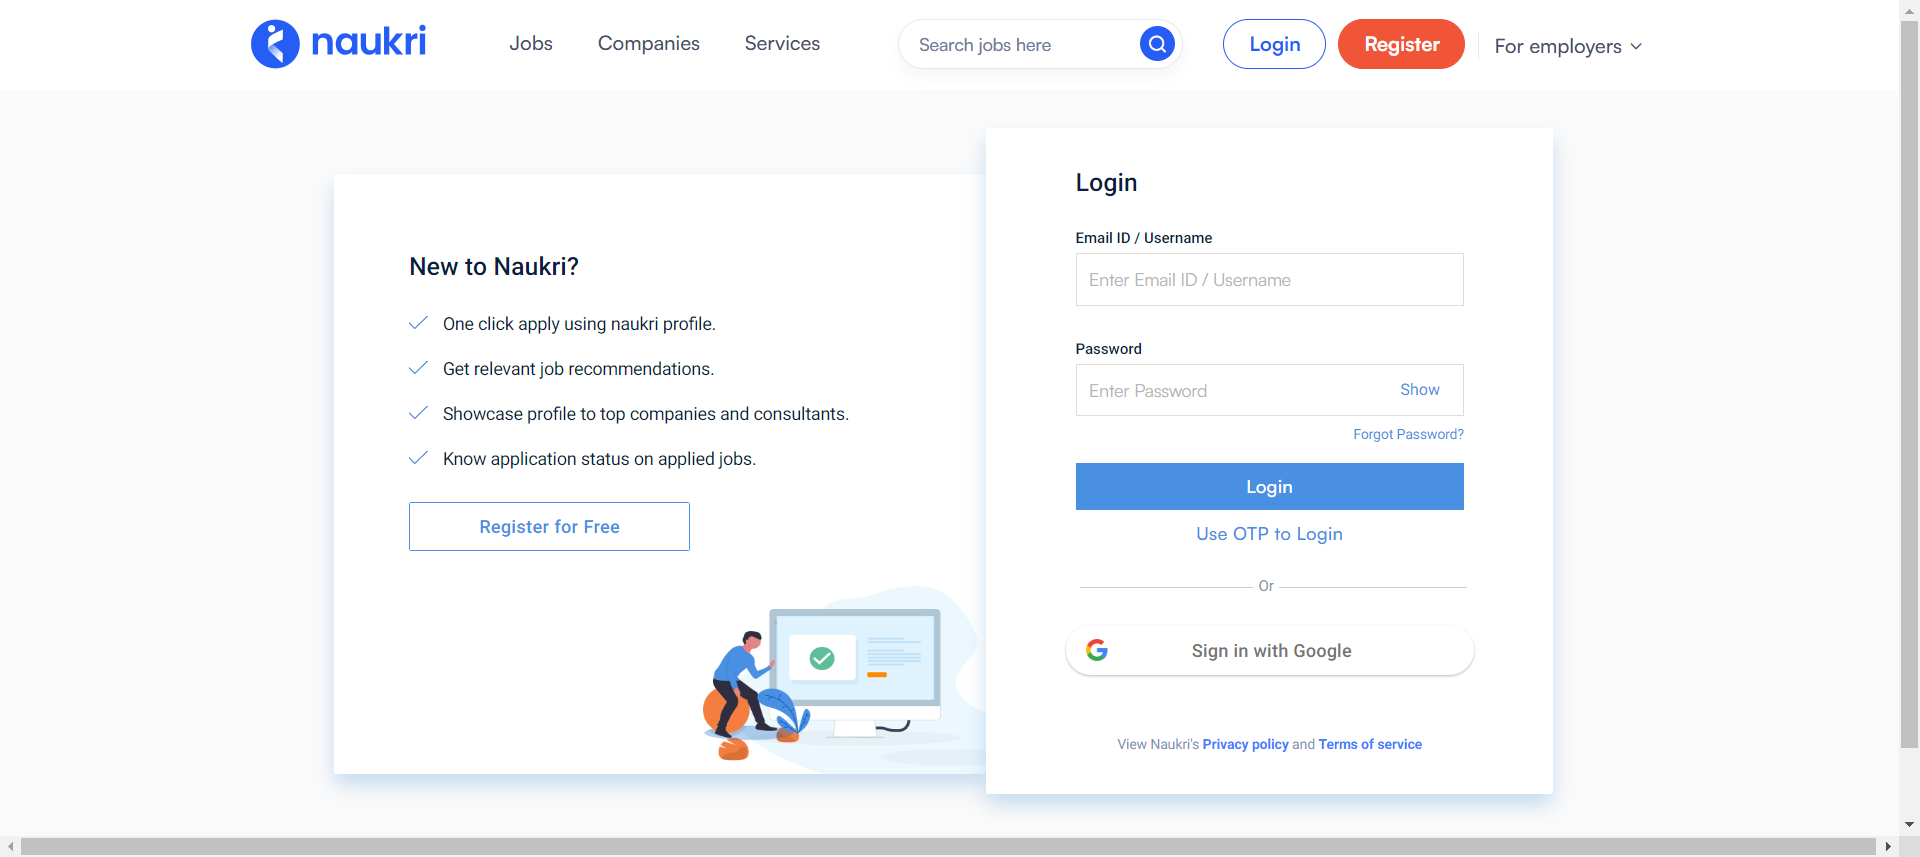 naukri
Jobs Companies Services
Search jobs here
Login Register For employers
New to Naukri?
One click apply using naukri profile.
Get relevant job recommendations.
Showcase profile to top companies and consultants.
Know application status on applied jobs.
Register for Free
Login
Email ID / Username
Enter Email ID / Username
Password
Enter Password Show
Forgot Password?
Login
Use OTP to Login
Or
Sign in with Google
View Naukri's Privacy policy and Terms of service